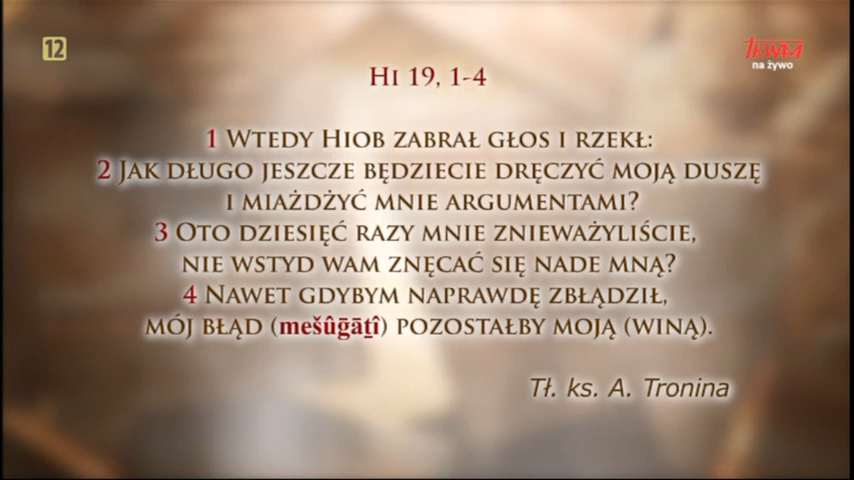 12
TRWAM
na żywo
Hi 19, 1-4
1 Wtedy Hiob zabrał głos i rzekł:
2 Jak długo jeszcze będziecie dręczyć moją duszę
i miażdżyć mnie argumentami?
3 Oto dziesięć razy mnie znieważyliście,
nie wstyd wam znęcać się nade mną?
4 Nawet gdybym naprawdę zbłądził,
mój błąd (mešûḡāṯî) pozostałby moją (winą).
Tł. ks. A. Tronina